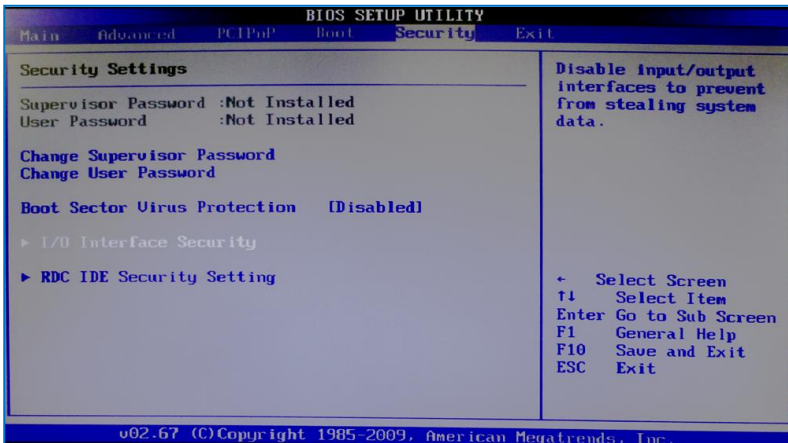 BIOS SETUP UTILITY
Main Advanced PCIPnP Boot Security Exit
Security Settings
Supervisor Password :Not Installed
User Password :Not Installed
Change Supervisor Password
Change User Password
Boot Sector Virus Protection [Disabled]
► I/O Interface Security
► RDC IDE Security Setting
Disable input/output
interfaces to prevent
from stealing system
data.
← Select Screen
↑↓ Select Item
Enter Go to Sub Screen
F1 General Help
F10 Save and Exit
ESC Exit
v02.67 (C)Copyright 1985-2009, American Megatrends, Inc.